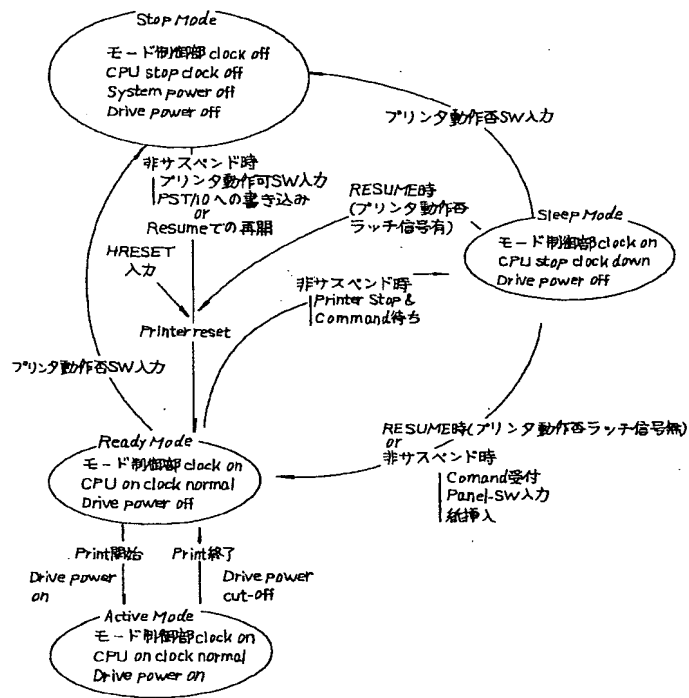 Stop Mode
モード制御部 clock off
CPU stop clock off
System power off
Drive power off
プリンタ動作否SW入力
非サスペンド時
プリンタ動作可SW入力
PST/IOへの書き込み
or
Resumeでの再開
HRESET
入力
RESUME時
(プリンタ動作否
ラッチ信号有)
Sleep Mode
モード制御部 clock on
CPU stop clock down
Drive power off
非サスペンド時
Printer Stop &
Command待ち
Printer reset
プリンタ動作否SW入力
Ready Mode
モード制御部 clock on
CPU on clock normal
Drive power off
RESUME時(プリンタ動作否ラッチ信号無)
or
非サスペンド時
Comand受付
Panel-SW入力
紙挿入
Print開始
Print終了
Drive power
on
Drive power
cut-off
Active Mode
モード制御部 clock on
CPU on clock normal
Drive power on